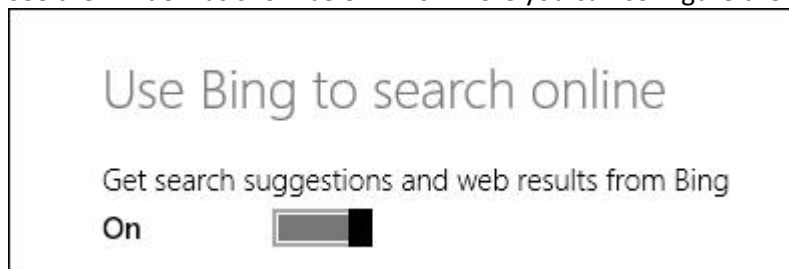 Use Bing to search online
Get search suggestions and web results from Bing
On